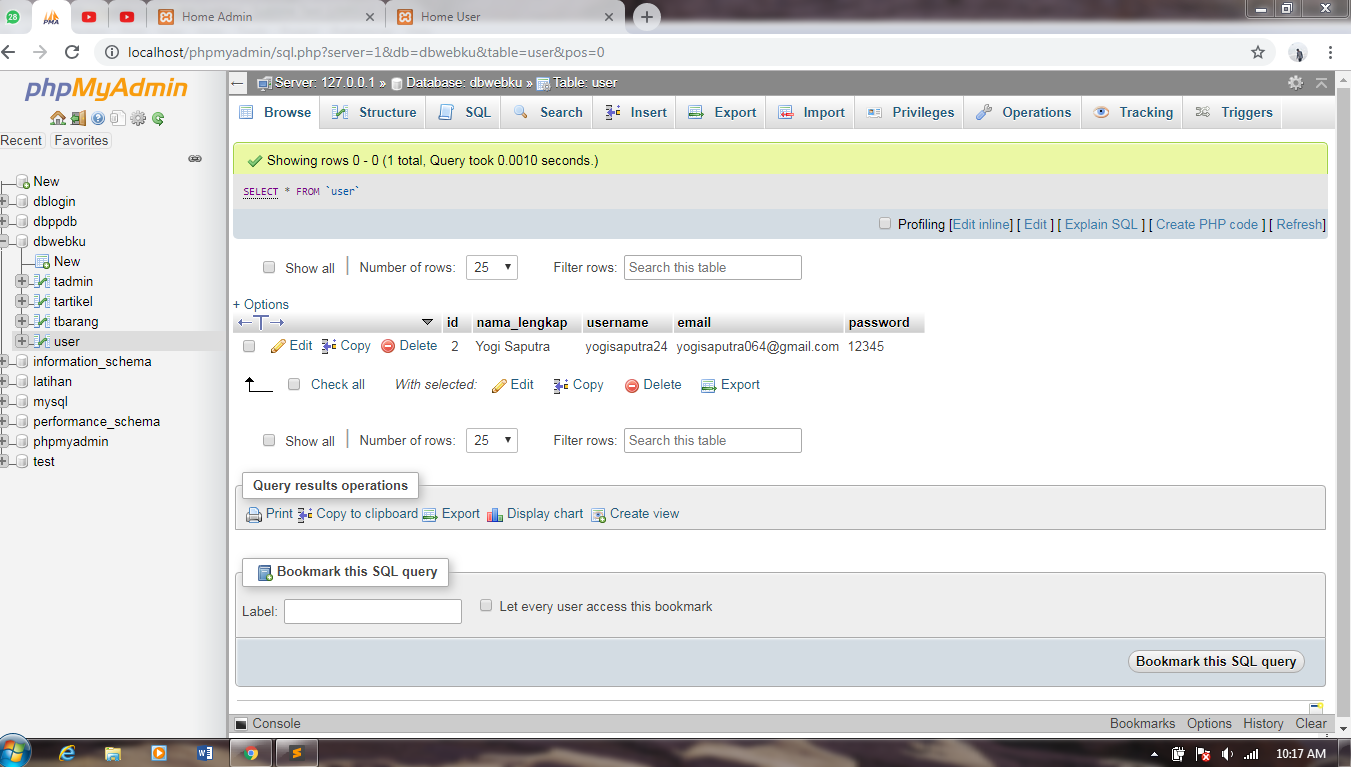 28
PMA
Home Admin
Home User
localhost/phpmyadmin/sql.php?server=1&db=dbwebku&table=user&pos=0
phpMyAdmin
Recent Favorites
New
dblogin
dbppdb
dbwebku
New
tadmin
tartikel
tbarang
user
information_schema
latihan
mysql
performance_schema
phpmyadmin
test
Server: 127.0.0.1 » Database: dbwebku » Table: user
Browse Structure SQL Search Insert Export Import Privileges Operations Tracking Triggers
Showing rows 0 - 0 (1 total, Query took 0.0010 seconds.)
SELECT * FROM `user`
Profiling [Edit inline] [ Edit ] [ Explain SQL ] [ Create PHP code ] [ Refresh]
Show all | Number of rows: 25 Filter rows: Search this table
+ Options
id nama_lengkap username email password
Edit Copy Delete 2 Yogi Saputra yogisaputra24 yogisaputra064@gmail.com 12345
Check all With selected: Edit Copy Delete Export
Show all | Number of rows: 25 Filter rows: Search this table
Query results operations
Print Copy to clipboard Export Display chart Create view
Bookmark this SQL query
Label: Let every user access this bookmark
Bookmark this SQL query
Console Bookmarks Options History Clear
10:17 AM